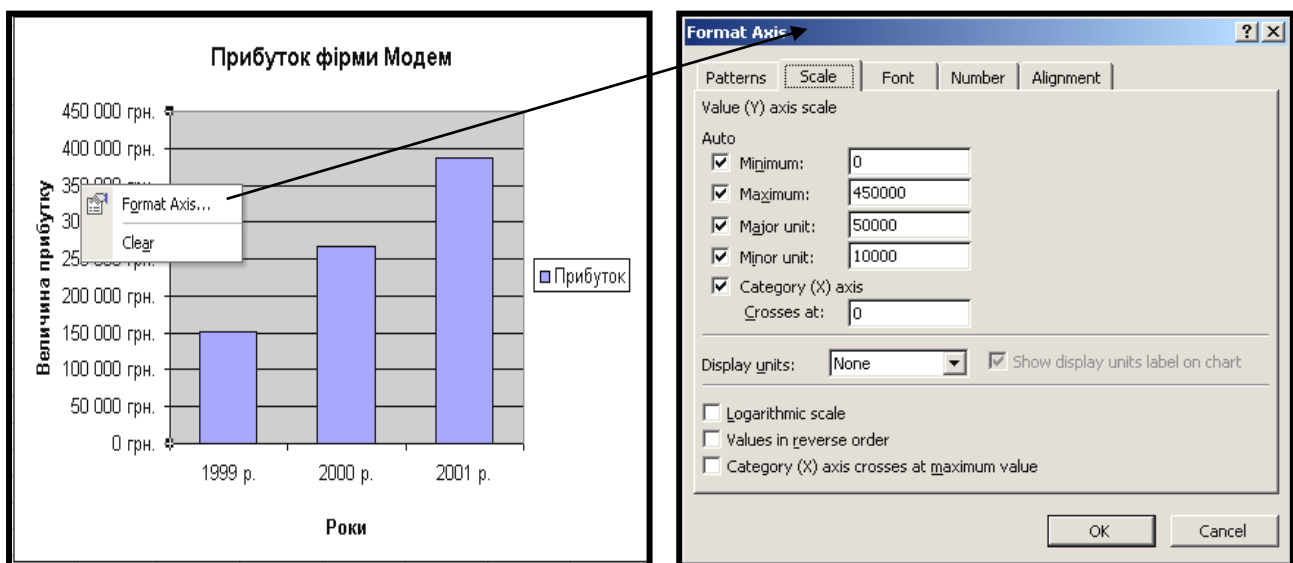 Прибуток фірми Модем
450 000 грн.
400 000 грн.
35
30
25
200 000 грн.
150 000 грн.
100 000 грн.
50 000 грн.
0 грн.
Величина прибутку
Format Axis...
Clear
1999 р.
2000 р.
2001 р.
Роки
Прибуток
Format Axis
Patterns Scale Font Number Alignment
Value (Y) axis scale
Auto
Minimum: 0
Maximum: 450000
Major unit: 50000
Minor unit: 10000
Category (X) axis
Crosses at: 0
Display units: None Show display units label on chart
Logarithmic scale
Values in reverse order
Category (X) axis crosses at maximum value
OK Cancel